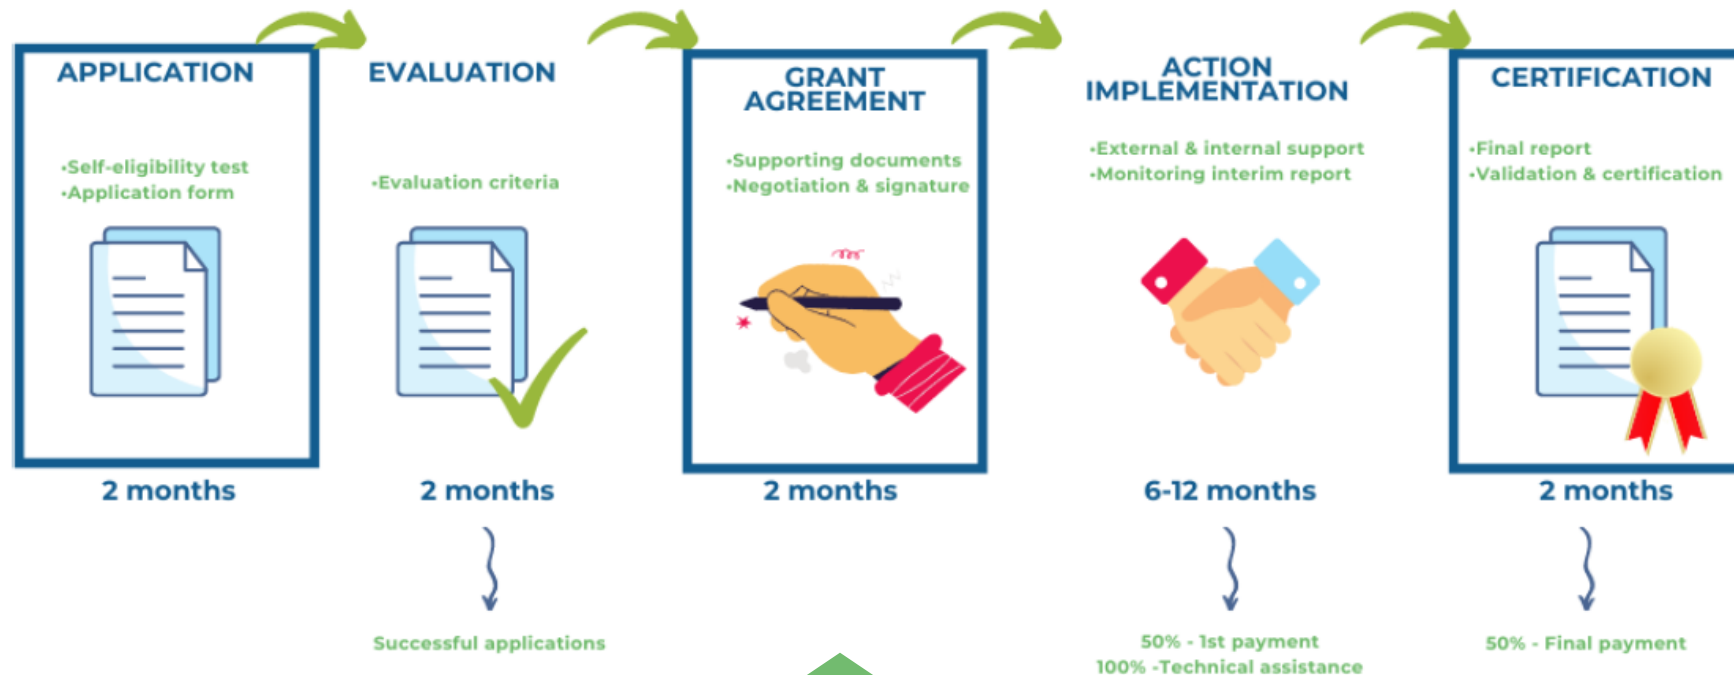 APPLICATION
•Self-eligibility test
•Application form
2 months
EVALUATION
•Evaluation criteria
2 months
Successful applications
GRANT
AGREEMENT
•Supporting documents
•Negotiation & signature
2 months
ACTION
IMPLEMENTATION
•External & internal support
•Monitoring interim report
6-12 months
50% - 1st payment
100% -Technical assistance
CERTIFICATION
•Final report
•Validation & certification
2 months
50% - Final payment